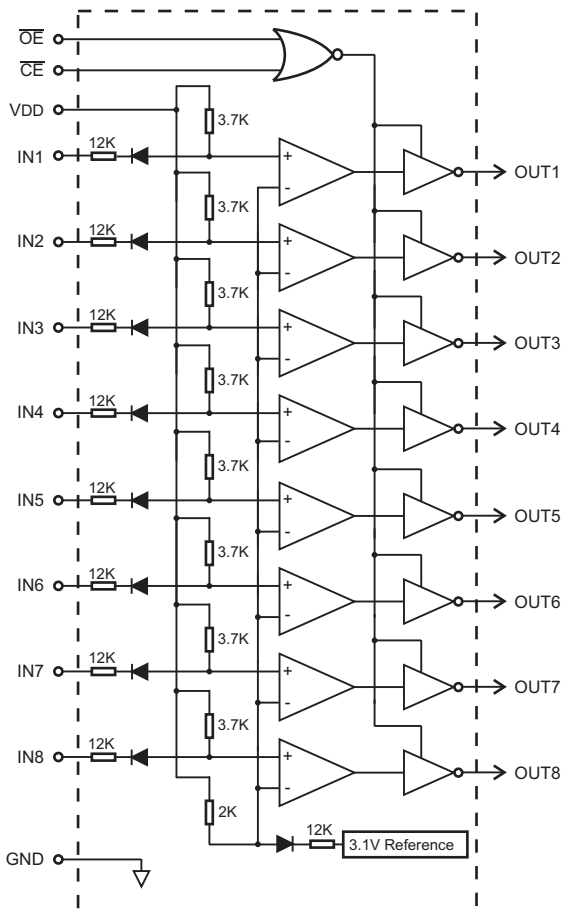 OE
CE
VDD
3.7K
12K
IN1
+
-
OUT1
3.7K
12K
IN2
+
-
OUT2
3.7K
12K
IN3
+
-
OUT3
3.7K
12K
IN4
+
-
OUT4
3.7K
12K
IN5
+
-
OUT5
3.7K
12K
IN6
+
-
OUT6
3.7K
12K
IN7
+
-
OUT7
3.7K
12K
IN8
+
-
OUT8
2K
12K
3.1V Reference
GND